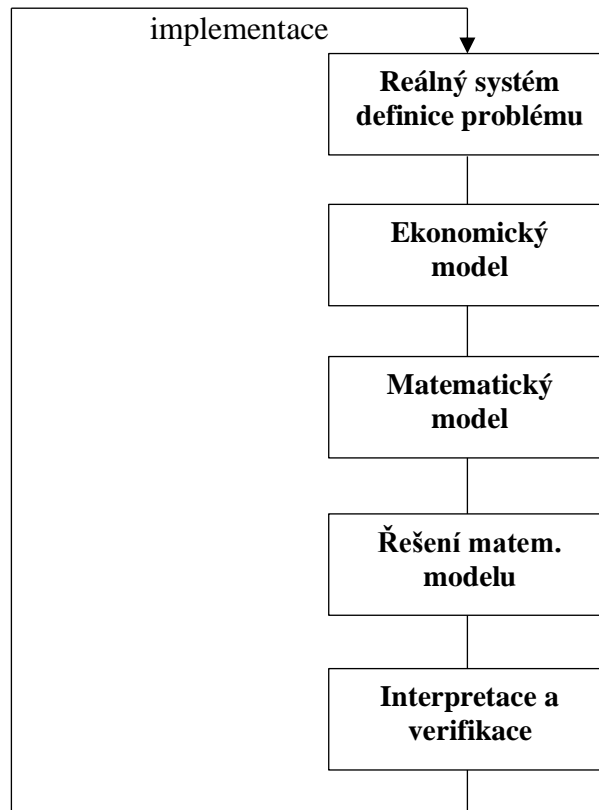 implementace
Reálný systém
definice problému
Ekonomický
model
Matematický
model
Řešení matem.
modelu
Interpretace a
verifikace